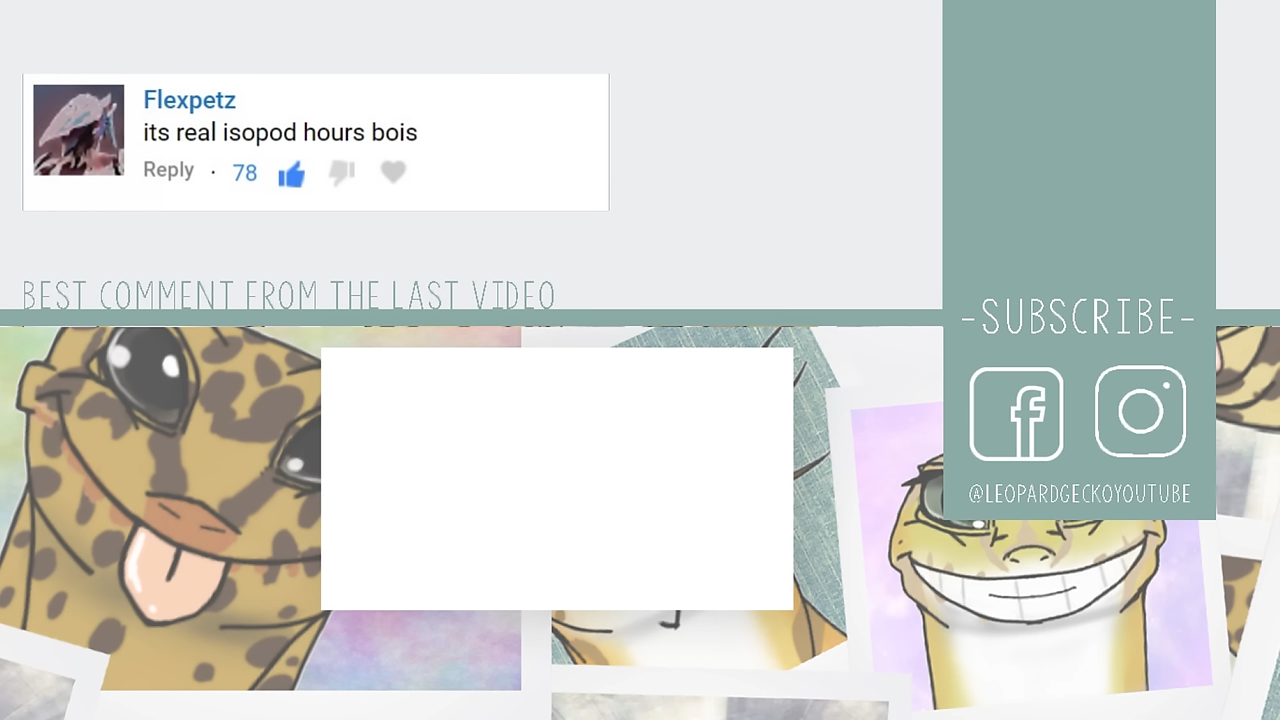 Flexpetz
its real isopod hours bois
Reply · 78
BEST COMMENT FROM THE LAST VIDEO
-SUBSCRIBE-
@LEOPARDGECKOYOUTUBE